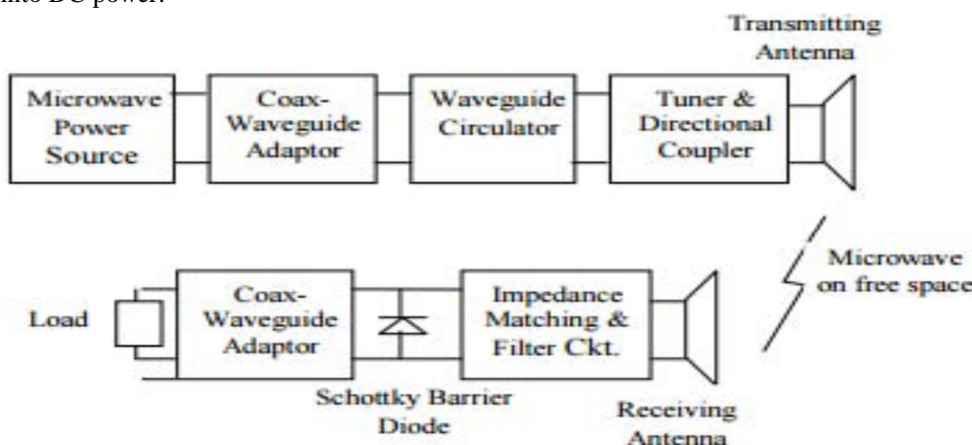 into DC power.
Transmitting
Antenna
Microwave
Power
Source
Coax-
Waveguide
Adaptor
Waveguide
Circulator
Tuner &
Directional
Coupler
Microwave
on free space
Load
Coax-
Waveguide
Adaptor
Impedance
Matching &
Filter Ckt.
Schottky Barrier
Diode
Receiving
Antenna